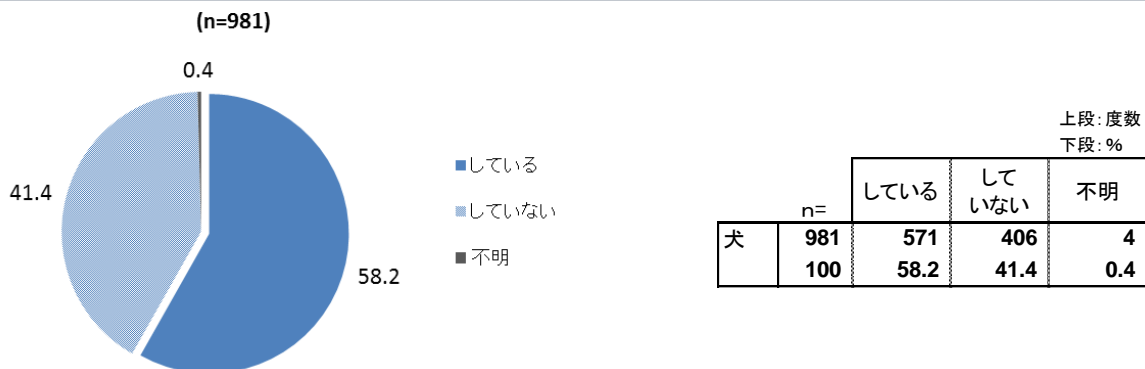 (n=981)
0.4
41.4
58.2
している
していない
不明
上段：度数
下段：％
n= している して 不明
いない
犬 981 571 406 4
100 58.2 41.4 0.4